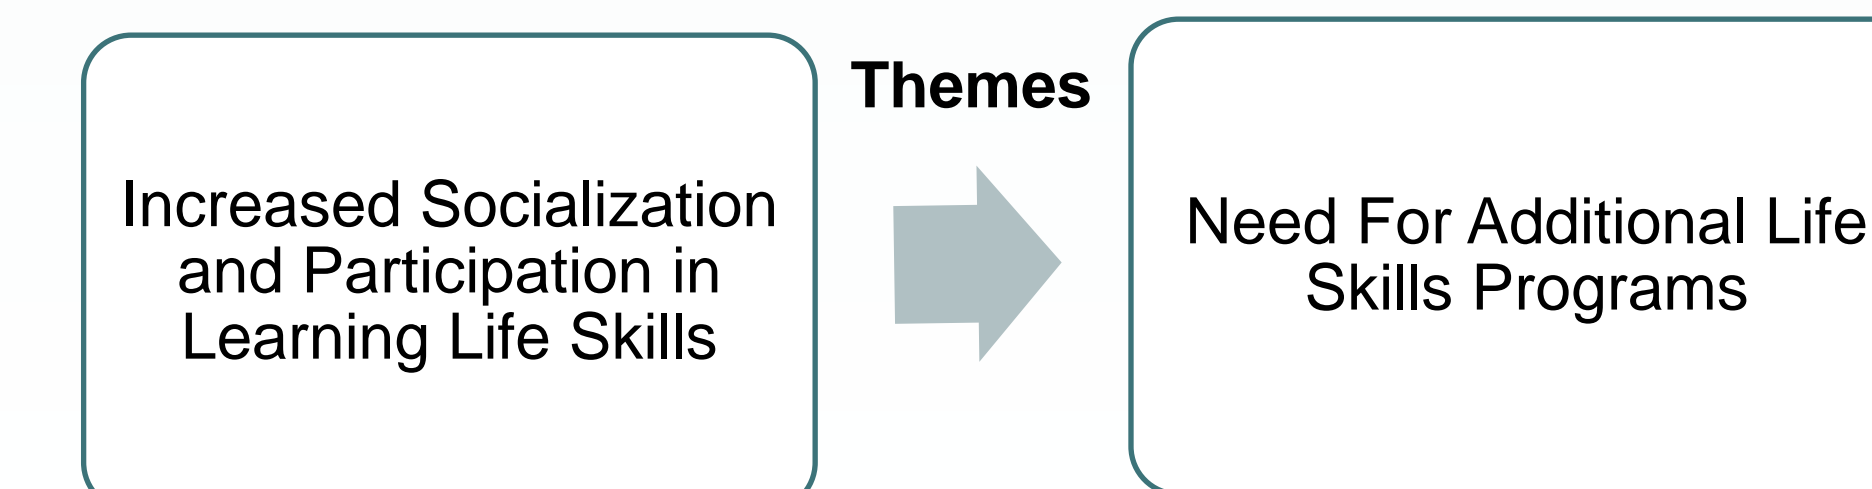 Themes
Increased Socialization
and Participation in
Learning Life Skills
Need For Additional Life
Skills Programs